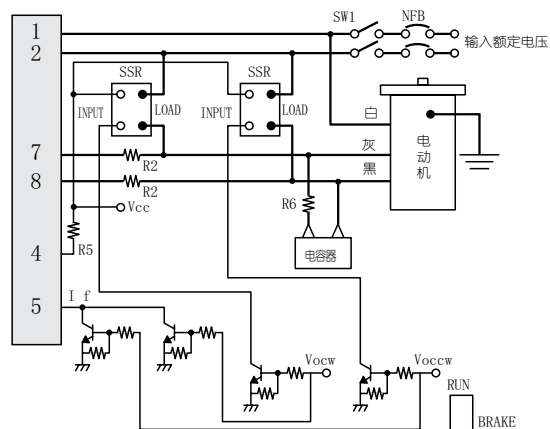 1
2
7
8
4
5
SW1 NFB
输入额定电压
SSR SSR
INPUT LOAD INPUT LOAD
白
灰
黑
电动机
R2
R2
Vcc
R5
R6
电容器
I f
Vocw
Voccw
RUN
BRAKE